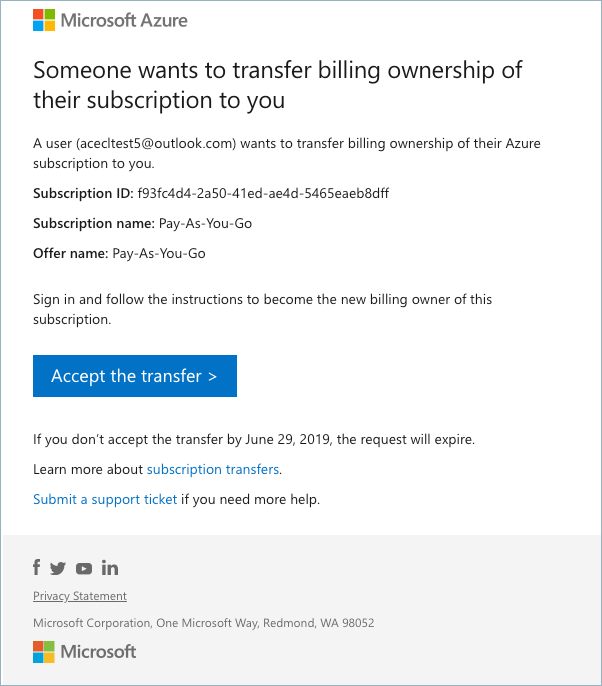 Microsoft Azure
Someone wants to transfer billing ownership of
their subscription to you
A user (acecltest5@outlook.com) wants to transfer billing ownership of their Azure
subscription to you.
Subscription ID: f93fc4d4-2a50-41ed-ae4d-5465eaeb8dff
Subscription name: Pay-As-You-Go
Offer name: Pay-As-You-Go
Sign in and follow the instructions to become the new billing owner of this
subscription.
Accept the transfer >
If you don't accept the transfer by June 29, 2019, the request will expire.
Learn more about subscription transfers.
Submit a support ticket if you need more help.
Privacy Statement
Microsoft Corporation, One Microsoft Way, Redmond, WA 98052
Microsoft